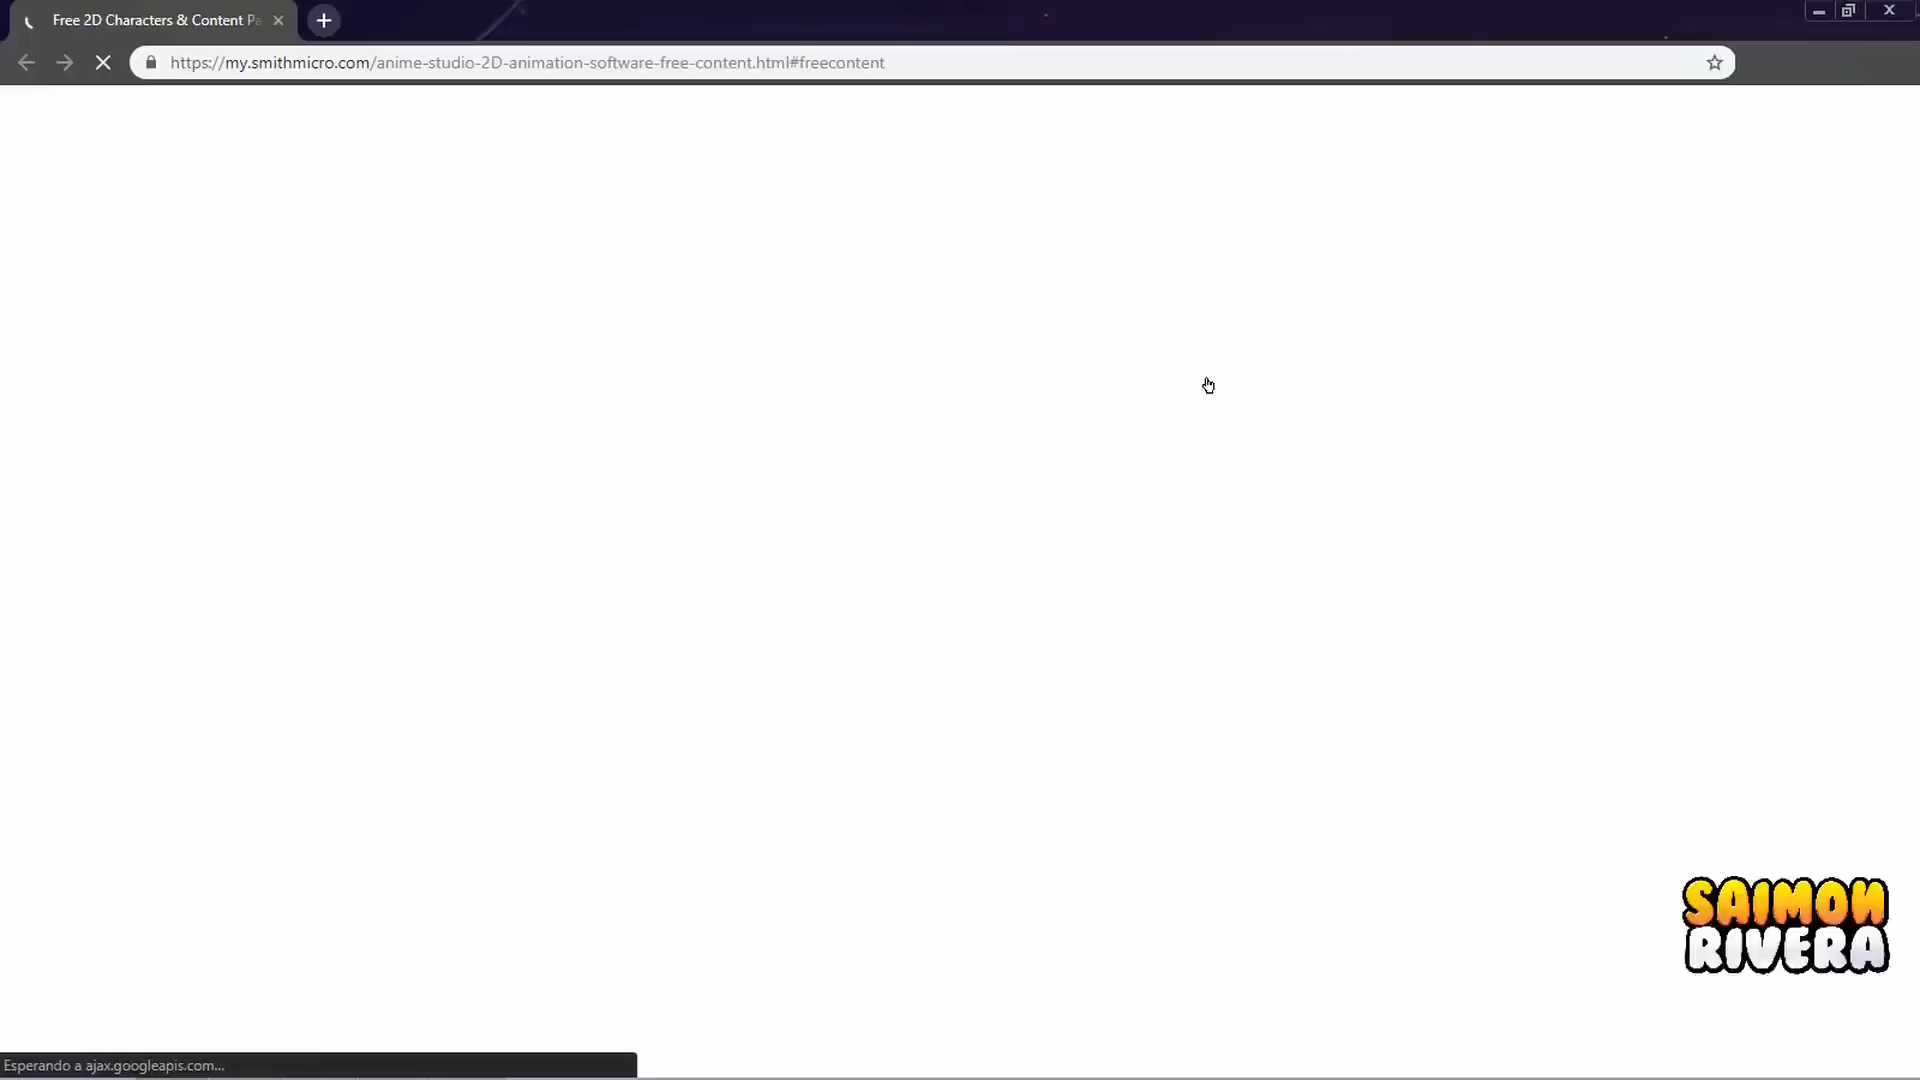 Free 2D Characters & Content Pa
https://my.smithmicro.com/anime-studio-2D-animation-software-free-content.html#freecontent
SAIMON
RIVERA
Esperando a ajax.googleapis.com...